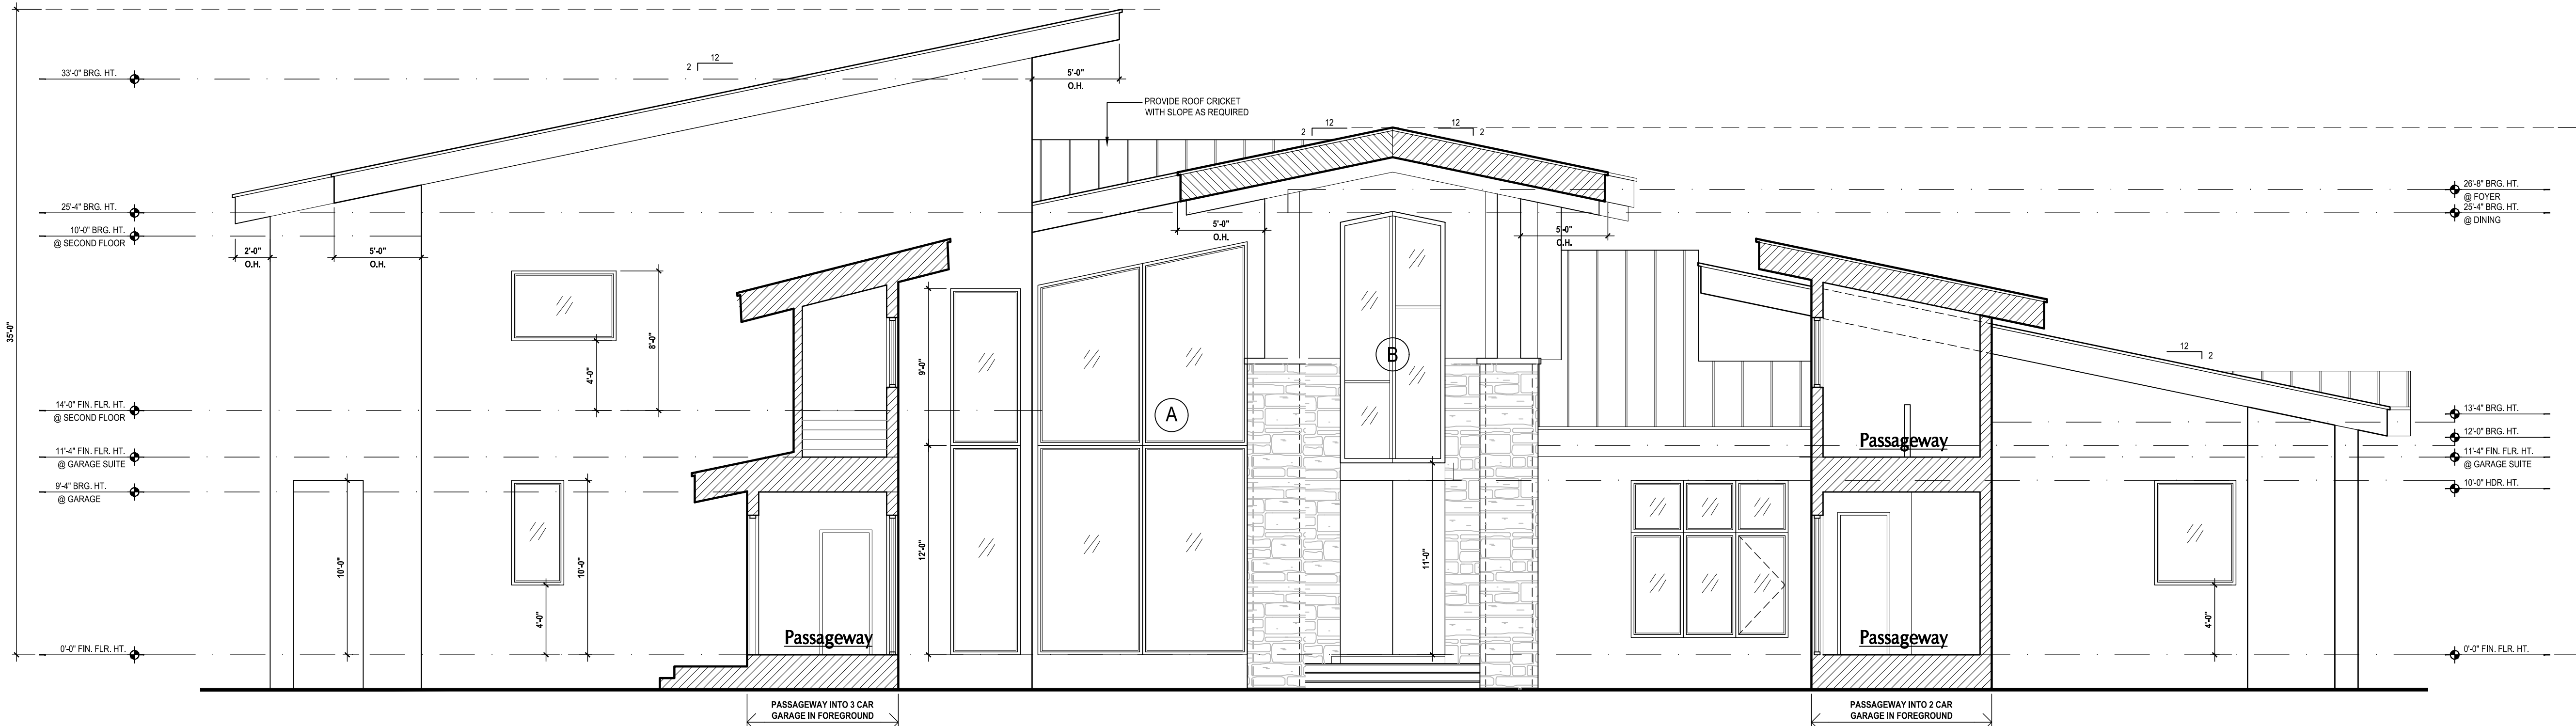 35'-0"
33'-0" BRG. HT.
25'-4" BRG. HT.
10'-0" BRG. HT.
@ SECOND FLOOR
14'-0" FIN. FLR. HT.
@ SECOND FLOOR
11'-4" FIN. FLR. HT.
@ GARAGE SUITE
9'-4" BRG. HT.
@ GARAGE
0'-0" FIN. FLR. HT.
2'-0"
O.H.
5'-0"
O.H.
12
2
5'-0"
O.H.
PROVIDE ROOF CRICKET
WITH SLOPE AS REQUIRED
12
2
12
2
5'-0"
O.H.
5'-0"
O.H.
4'-0"
8'-0"
10'-0"
4'-0"
10'-0"
9'-0"
12'-0"
A
B
11'-0"
Passageway
Passageway
Passageway
12
2
4'-0"
26'-8" BRG. HT.
@ FOYER
25'-4" BRG. HT.
@ DINING
13'-4" BRG. HT.
12'-0" BRG. HT.
11'-4" FIN. FLR. HT.
@ GARAGE SUITE
10'-0" HDR. HT.
0'-0" FIN. FLR. HT.
PASSAGEWAY INTO 3 CAR
GARAGE IN FOREGROUND
PASSAGEWAY INTO 2 CAR
GARAGE IN FOREGROUND